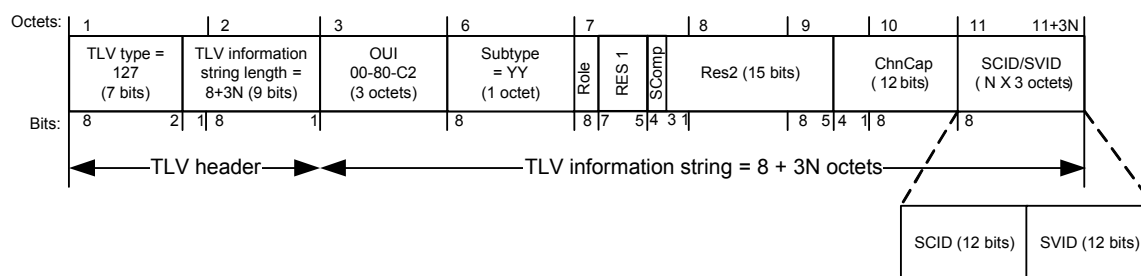 Octets: 1 2 3 6 7 8 9 10 11 11+3N
TLV type =
127
(7 bits)
TLV information
string length =
8+3N (9 bits)
OUI
00-80-C2
(3 octets)
Subtype
= YY
(1 octet)
Role
RES 1
SComp
Res2 (15 bits)
ChnCap
( 12 bits)
SCID/SVID
( N X 3 octets)
Bits: 8 2 1 8 1 8 8 7 5 4 3 1 8 5 4 1 8 8
TLV header
TLV information string = 8 + 3N octets
SCID (12 bits)
SVID (12 bits)